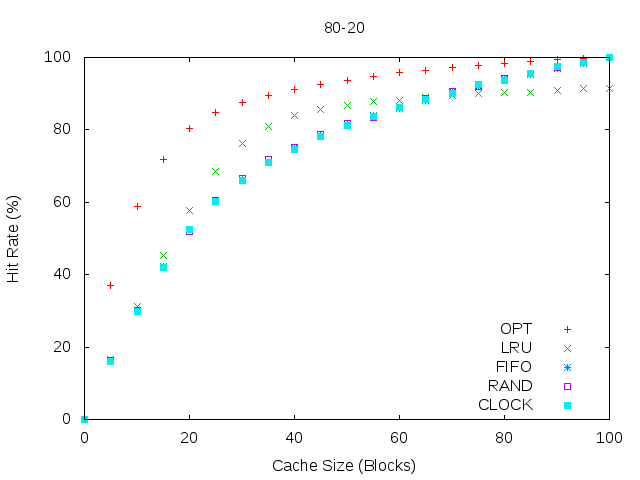 80-20
100
80
60
40
20
0
Hit Rate (%)
OPT
LRU
FIFO
RAND
CLOCK
0 20 40 60 80 100
Cache Size (Blocks)